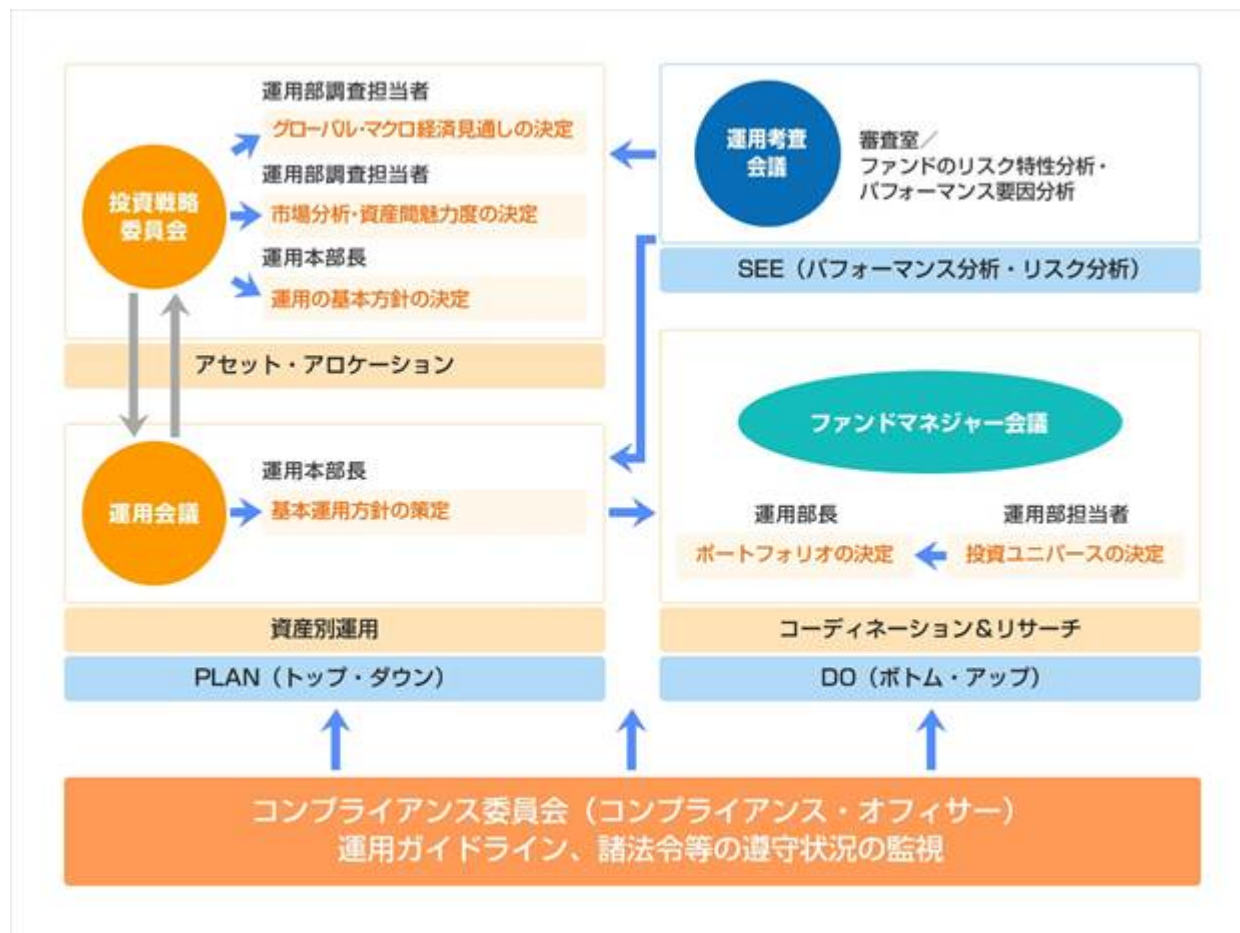 運用部調査担当者
グローバル・マクロ経済見通しの決定
投資戦略
委員会
運用部調査担当者
市場分析・資産間魅力度の決定
運用本部長
運用の基本方針の決定
アセット・アロケーション
運用会議
運用本部長
基本運用方針の策定
資産別運用
PLAN（トップ・ダウン）
運用考査
会議
審査室／
ファンドのリスク特性分析・
パフォーマンス要因分析
SEE（パフォーマンス分析・リスク分析）
ファンドマネジャー会議
運用部長
ポートフォリオの決定
運用部担当者
投資ユニバースの決定
コーディネーション＆リサーチ
DO（ボトム・アップ）
コンプライアンス委員会（コンプライアンス・オフィサー）
運用ガイドライン、諸法令等の遵守状況の監視